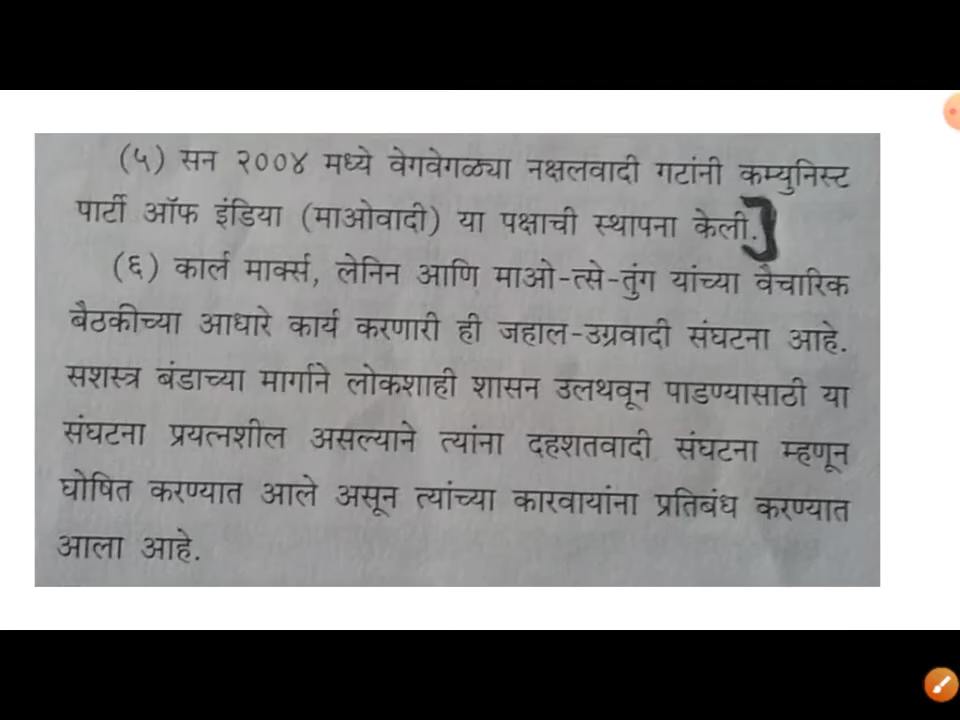 (५) सन २००४ मध्ये वेगवेगळ्या नक्षलवादी गटांनी कम्युनिस्ट
पार्टी ऑफ इंडिया (माओवादी) या पक्षाची स्थापना केली.
(६) कार्ल मार्क्स, लेनिन आणि माओ-त्से-तुंग यांच्या वैचारिक
बैठकीच्या आधारे कार्य करणारी ही जहाल-उग्रवादी संघटना आहे.
सशस्त्र बंडाच्या मार्गाने लोकशाही शासन उलथवून पाडण्यासाठी या
संघटना प्रयत्नशील असल्याने त्यांना दहशतवादी संघटना म्हणून
घोषित करण्यात आले असून त्यांच्या कारवायांना प्रतिबंध करण्यात
आला आहे.